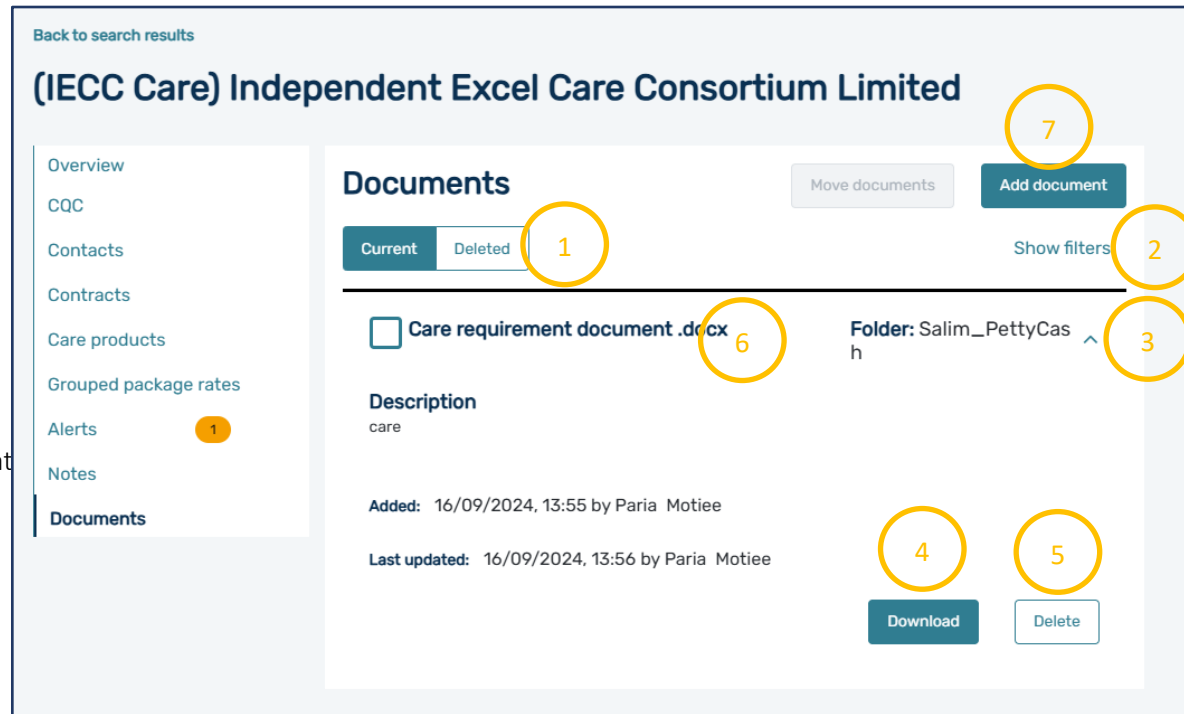 Back to search results
(IECC Care) Independent Excel Care Consortium Limited
7
Overview
CQC
Contacts
Contracts
Care products
Grouped package rates
Alerts 1
Notes
Documents
Documents
Move documents Add document
Current Deleted 1 Show filters 2
Care requirement document .docx 6 Folder: Salim_PettyCas 3
h
Description
care
Added: 16/09/2024, 13:55 by Paria Motiee
Last updated: 16/09/2024, 13:56 by Paria Motiee
4 5
Download Delete